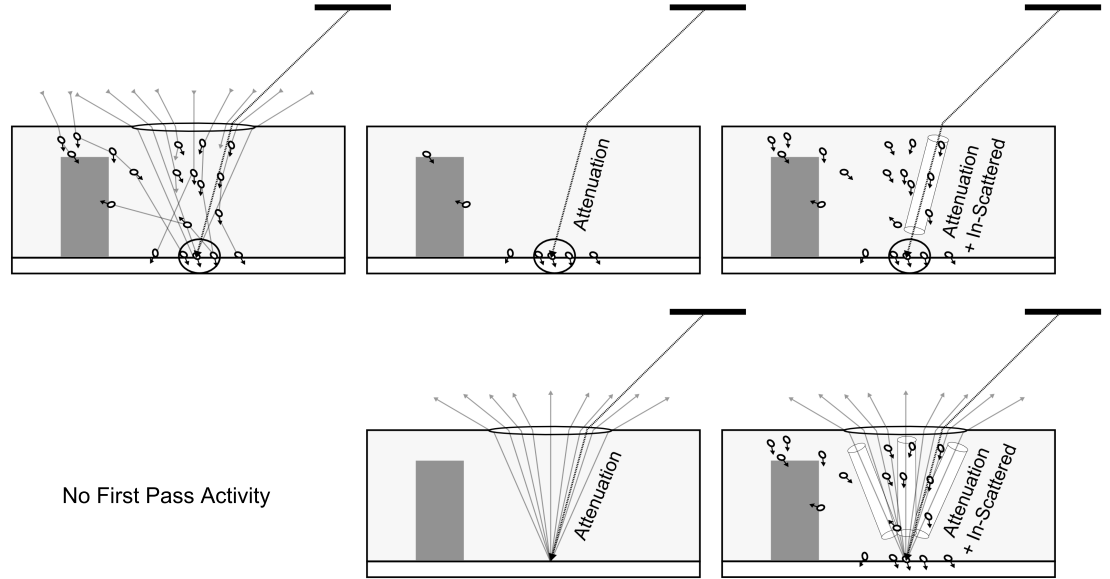 Attenuation
Attenuation
+ In-Scattered
No First Pass Activity
Attenuation
Attenuation
+ In-Scattered